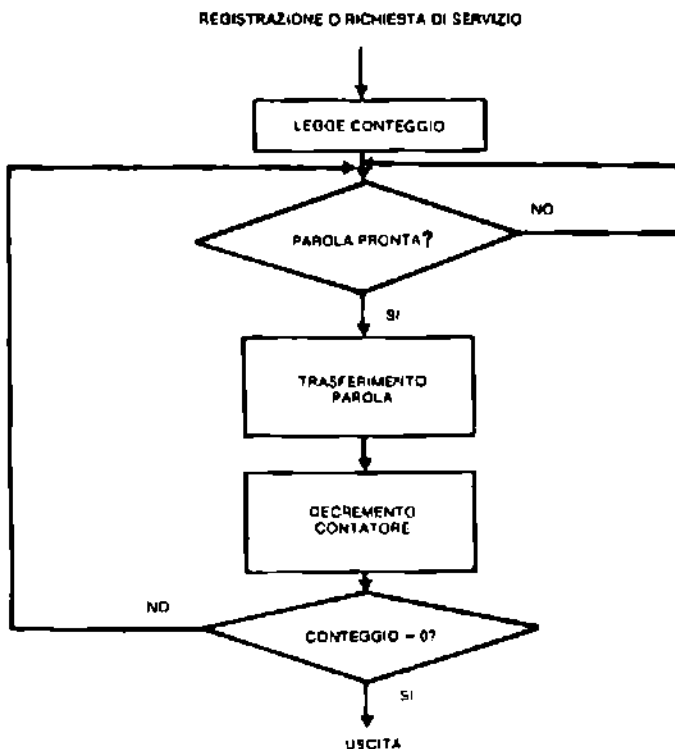 REGISTRAZIONE O RICHIESTA DI SERVIZIO
LEGGE CONTEGGIO
PAROLA PRONTA?
NO
SI
TRASFERIMENTO
PAROLA
DECREMENTO
CONTATORE
NO
CONTEGGIO = 0?
SI
USCITA